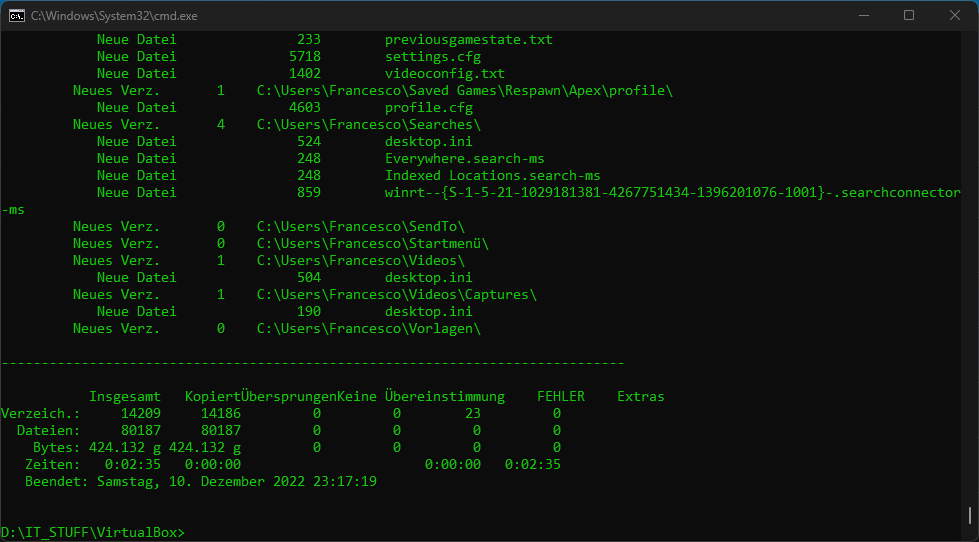 C:\Windows\System32\cmd.exe
Neue Datei 233 previousgamestate.txt
Neue Datei 5718 settings.cfg
Neue Datei 1402 videoconfig.txt
Neues Verz. 1 C:\Users\Francesco\Saved Games\Respawn\Apex\profile\
Neue Datei 4603 profile.cfg
Neues Verz. 4 C:\Users\Francesco\Searches\
Neue Datei 524 desktop.ini
Neue Datei 248 Everywhere.search-ms
Neue Datei 248 Indexed Locations.search-ms
Neue Datei 859 winrt--{S-1-5-21-1029181381-4267751434-1396201076-1001}-.searchconnector
-ms
Neues Verz. 0 C:\Users\Francesco\SendTo\
Neues Verz. 0 C:\Users\Francesco\Startmenü\
Neues Verz. 1 C:\Users\Francesco\Videos\
Neue Datei 504 desktop.ini
Neues Verz. 1 C:\Users\Francesco\Videos\Captures\
Neue Datei 190 desktop.ini
Neues Verz. 0 C:\Users\Francesco\Vorlagen\
------------------------------------------------------------------------------
Insgesamt KopiertÜbersprungenKeine Übereinstimmung FEHLER Extras
Verzeich.: 14209 14186 0 0 23 0
Dateien: 80187 80187 0 0 0 0
Bytes: 424.132 g 424.132 g 0 0 0 0
Zeiten: 0:02:35 0:00:00 0:00:00 0:02:35
Beendet: Samstag, 10. Dezember 2022 23:17:19
D:\IT_STUFF\VirtualBox>